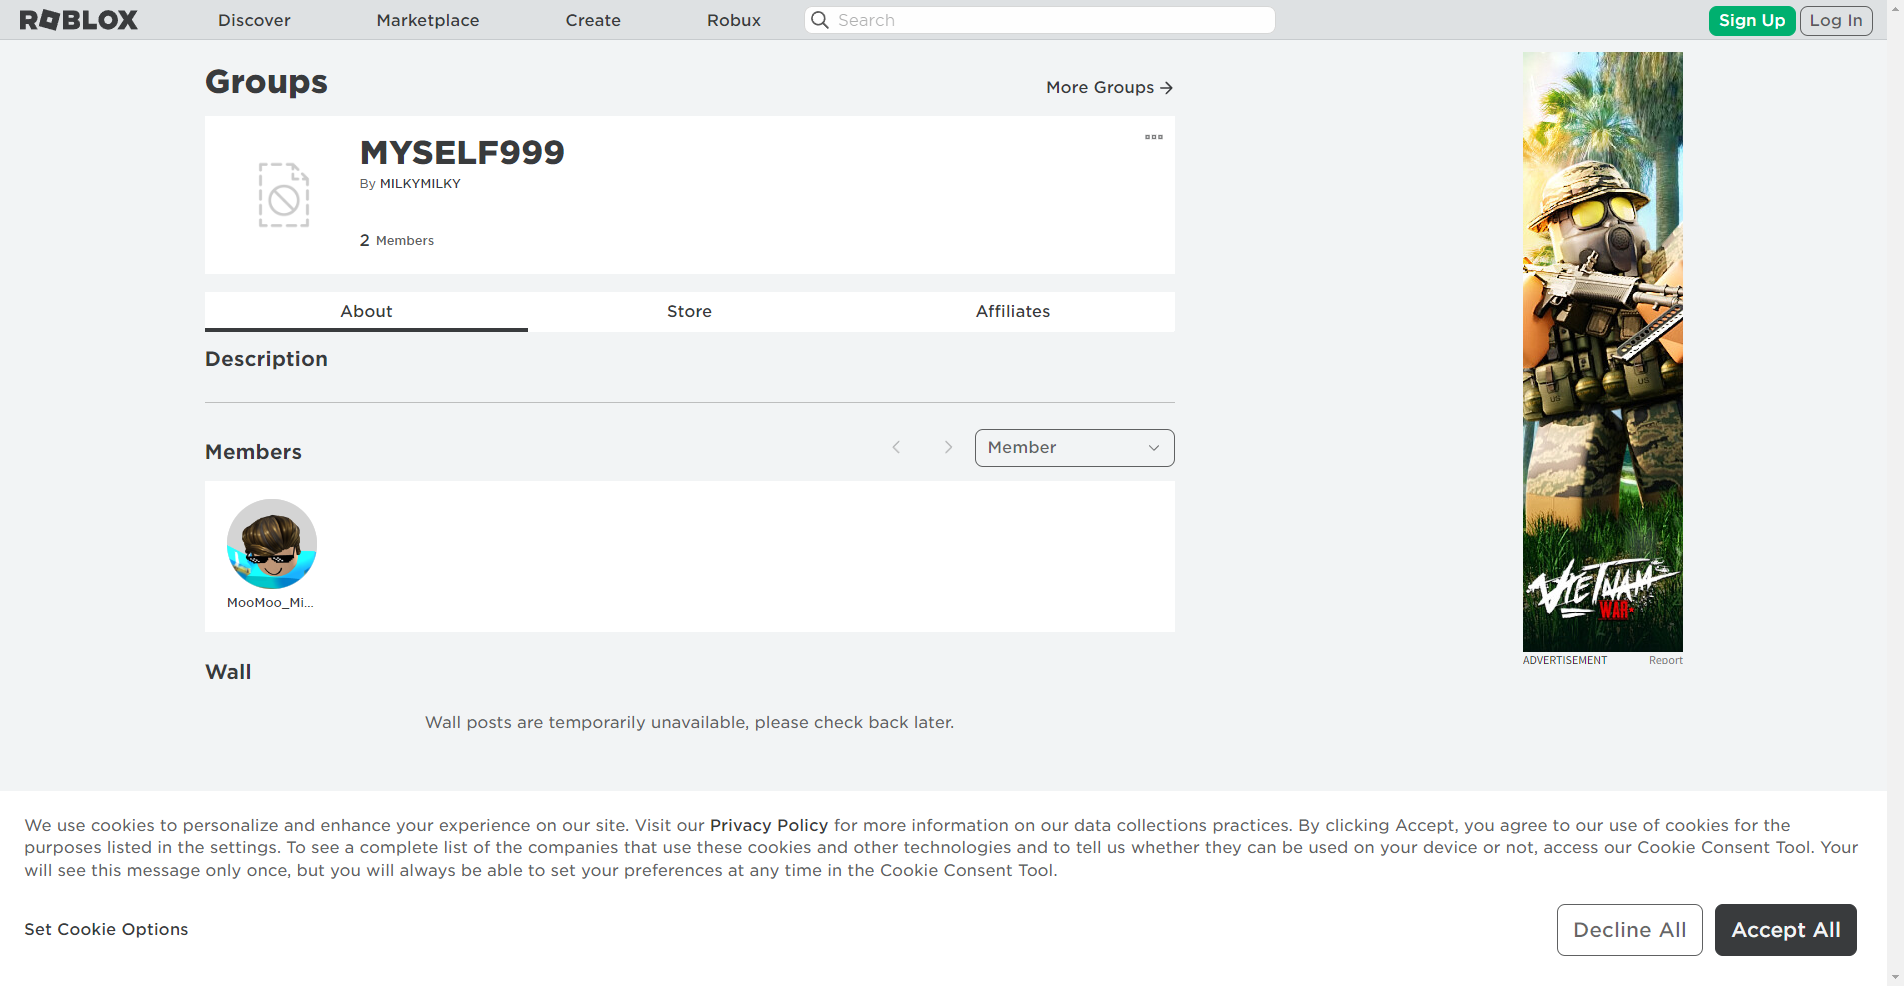 ROBLOX
Discover
Marketplace
Create
Robux
Search
Sign Up
Log In
Groups
More Groups →
MYSELF999
By MILKYMILKY
2 Members
About
Store
Affiliates
Description
Members
Member
MooMoo_Mi...
Wall
Wall posts are temporarily unavailable, please check back later.
US
US
VIETNAM
WAR
ADVERTISEMENT
Report
We use cookies to personalize and enhance your experience on our site. Visit our Privacy Policy for more information on our data collections practices. By clicking Accept, you agree to our use of cookies for the
purposes listed in the settings. To see a complete list of the companies that use these cookies and other technologies and to tell us whether they can be used on your device or not, access our Cookie Consent Tool. Your
will see this message only once, but you will always be able to set your preferences at any time in the Cookie Consent Tool.
Set Cookie Options
Decline All
Accept All